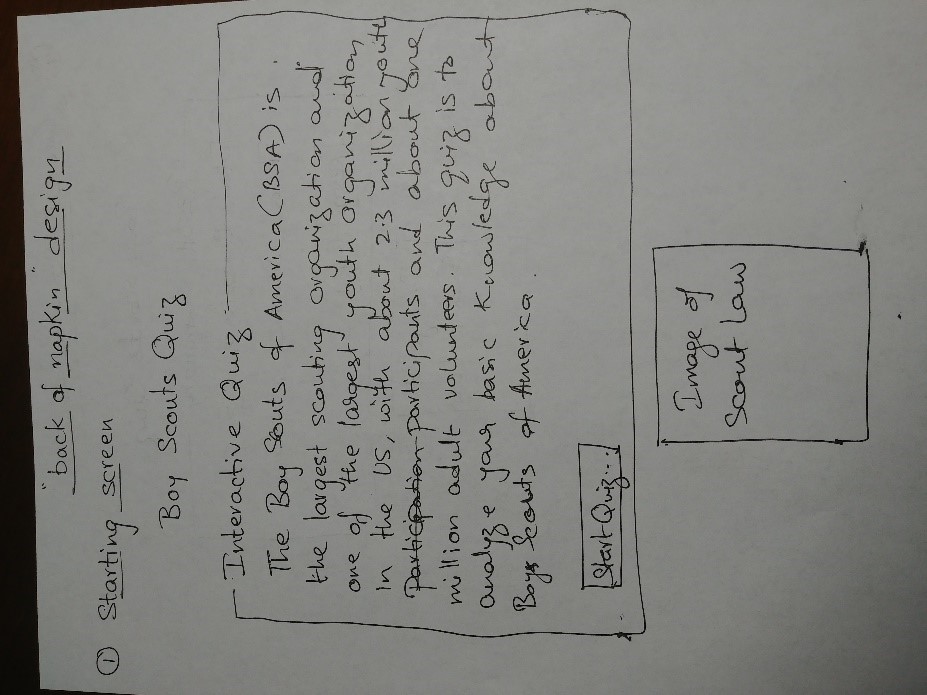 "back of napkin" design
① Starting screen
Boy Scouts Quiz
Interactive Quiz
The Boy Scouts of America (BSA) is
the largest scouting organization and
one of the largest youth organization
in the US, with about 2.3 million youth
Participation participants and about one
million adult volunteers. This quiz is to
analyze your basic knowledge about
Boys Scouts of America.
Start Quiz...
Image of
Scout Law